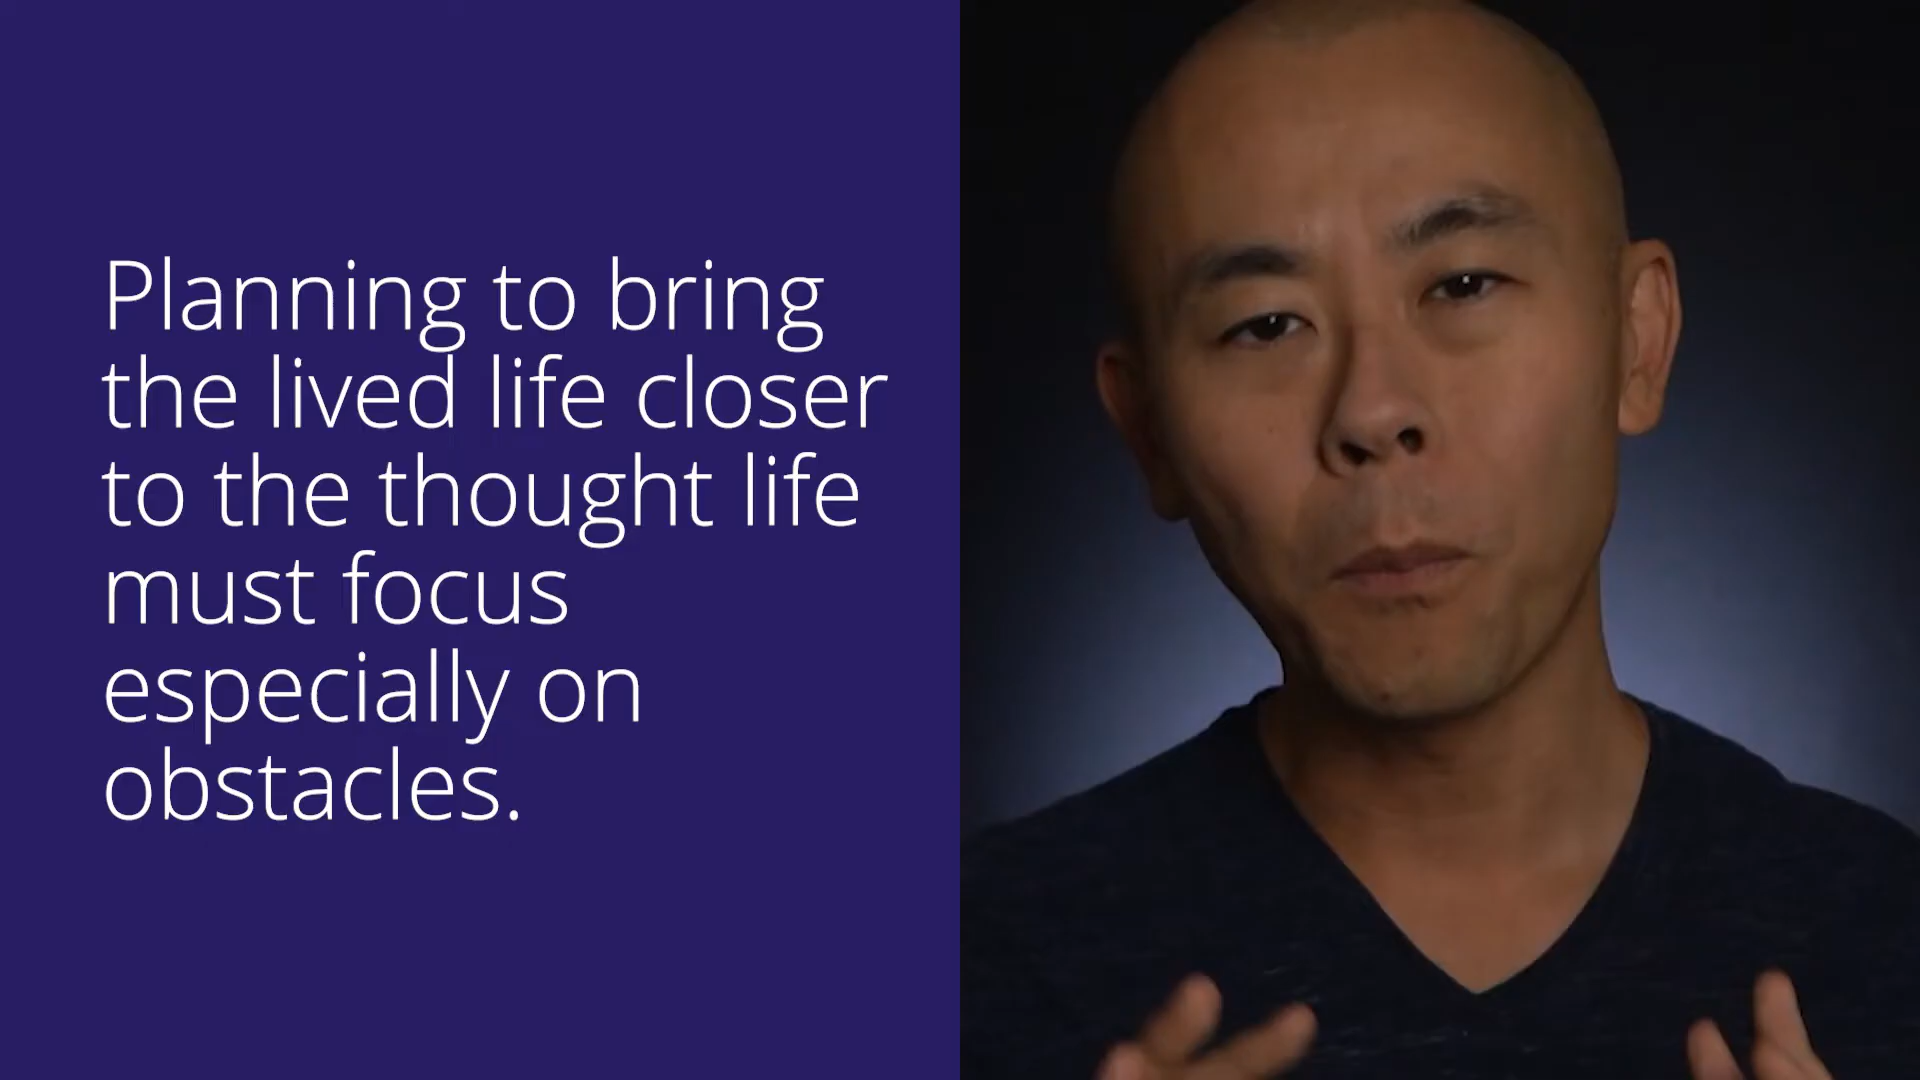 Planning to bring
the lived life closer
to the thought life
must focus
especially on
obstacles.